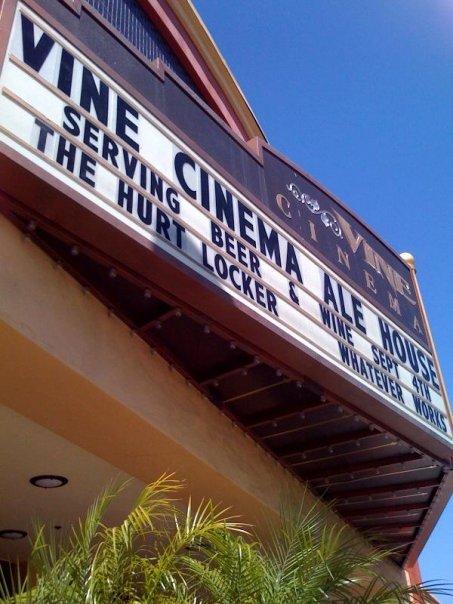 VINE CINEMA ALE HOUSE
SERVING BEER & WINE SEPT 4TH
THE HURT LOCKER WHATEVER WORKS
VINE
CINEMA